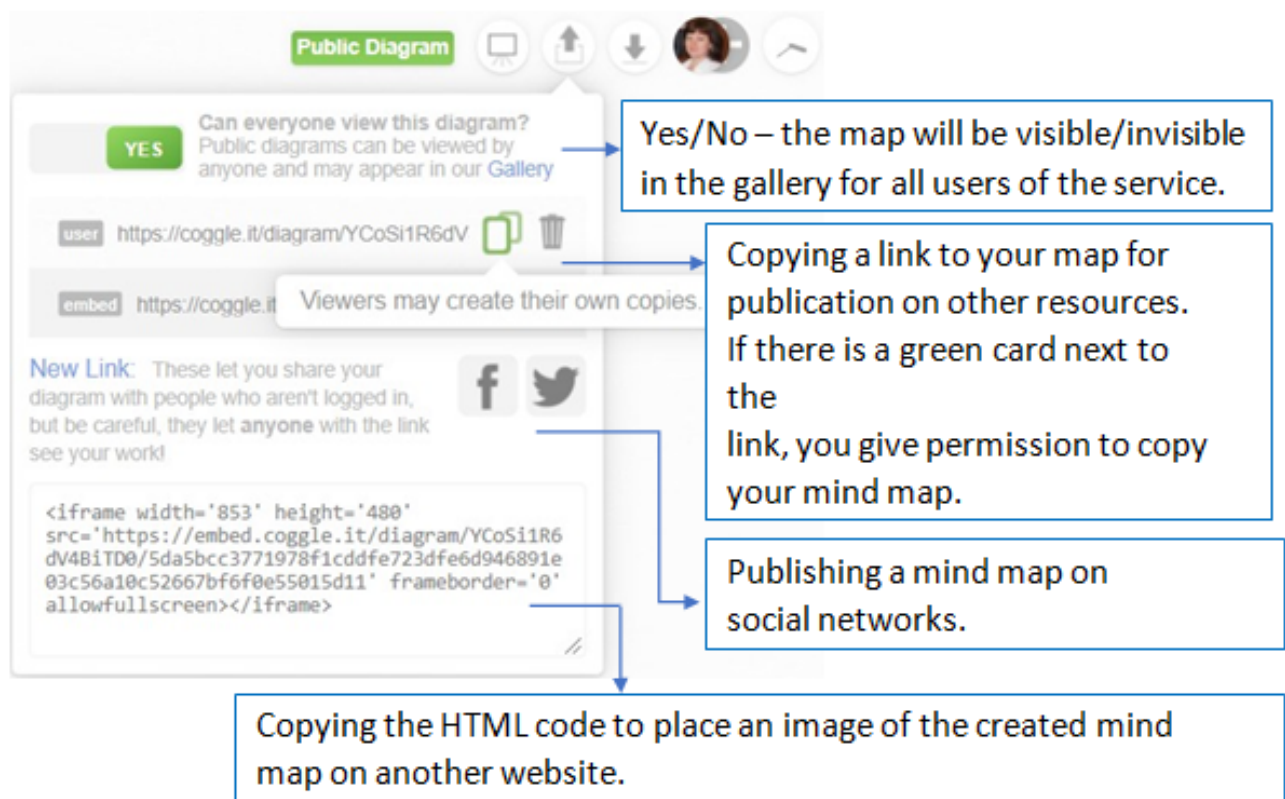 Public Diagram
YES
Can everyone view this diagram?
Public diagrams can be viewed by
anyone and may appear in our Gallery
Yes/No – the map will be visible/invisible
in the gallery for all users of the service.
user https://coggle.it/diagram/YCoSi1R6dV
embed https://coggle.it
Viewers may create their own copies.
Copying a link to your map for
publication on other resources.
If there is a green card next to
the
link, you give permission to copy
your mind map.
New Link: These let you share your
diagram with people who aren't logged in,
but be careful, they let anyone with the link
see your work!
f
Publishing a mind map on
social networks.
<iframe width='853' height='480'
src='https://embed.coggle.it/diagram/YCoSi1R6
dV4BiTD0/5da5bcc3771978f1cddfe723dfe6d946891e
03c56a10c52667bf6f0e55015d11' frameborder='0'
allowfullscreen></iframe>
Copying the HTML code to place an image of the created mind
map on another website.